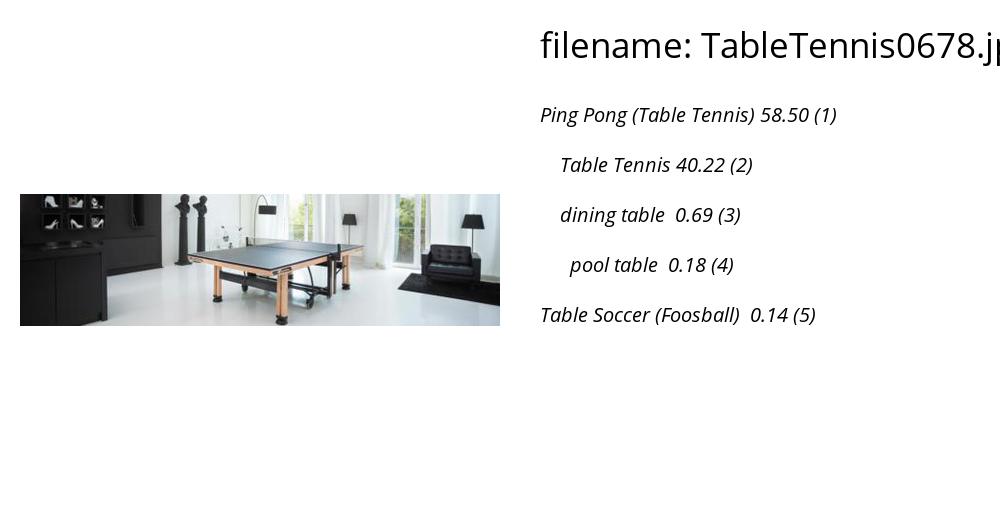 filename: TableTennis0678.jp
Ping Pong (Table Tennis) 58.50 (1)
Table Tennis 40.22 (2)
dining table 0.69 (3)
pool table 0.18 (4)
Table Soccer (Foosball) 0.14 (5)